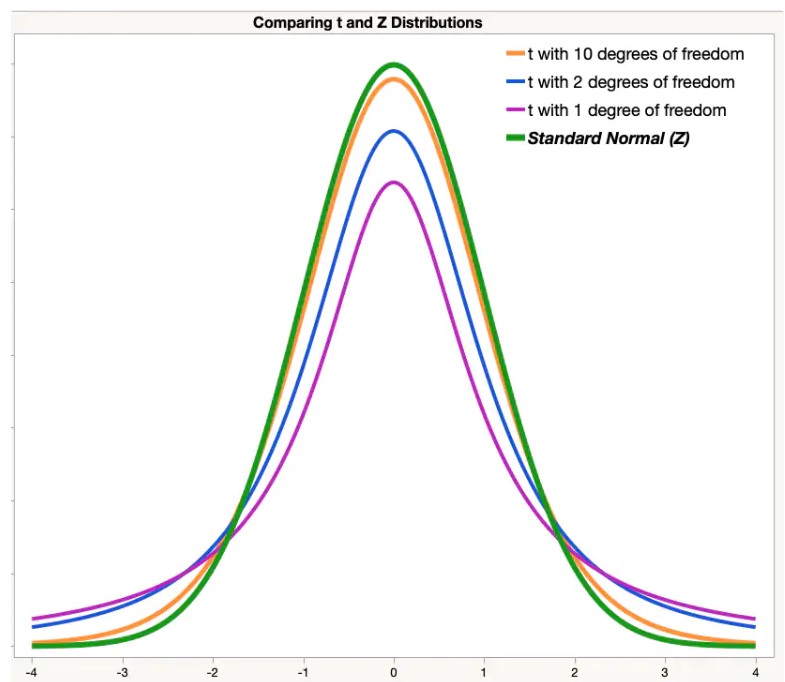 Comparing t and Z Distributions
t with 10 degrees of freedom
t with 2 degrees of freedom
t with 1 degree of freedom
Standard Normal (Z)
-4 -3 -2 -1 0 1 2 3 4